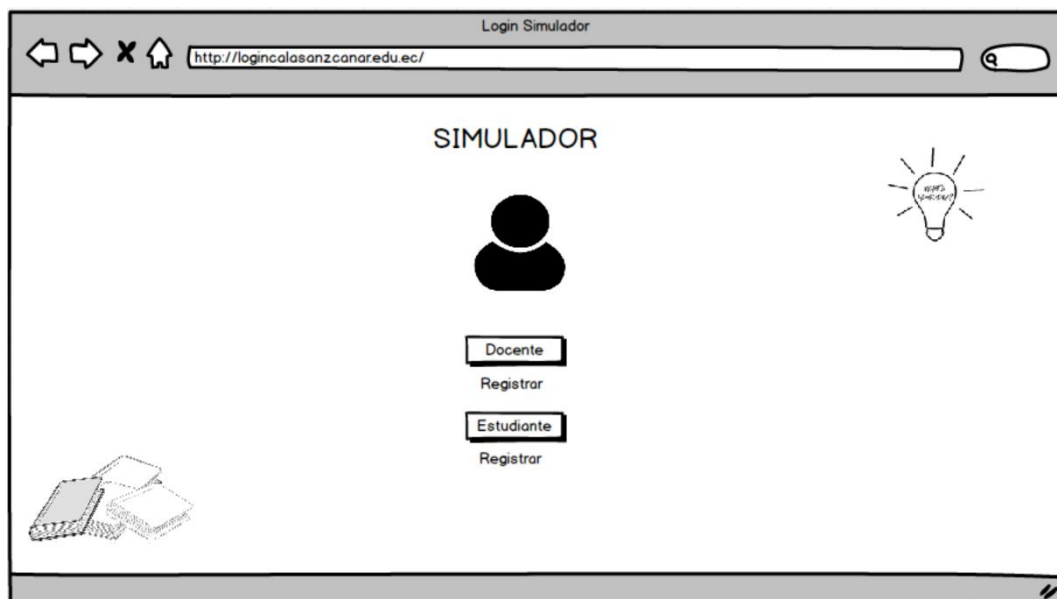 Login Simulador
http://logincalasanzcanar.edu.ec/
SIMULADOR
Docente
Registrar
Estudiante
Registrar